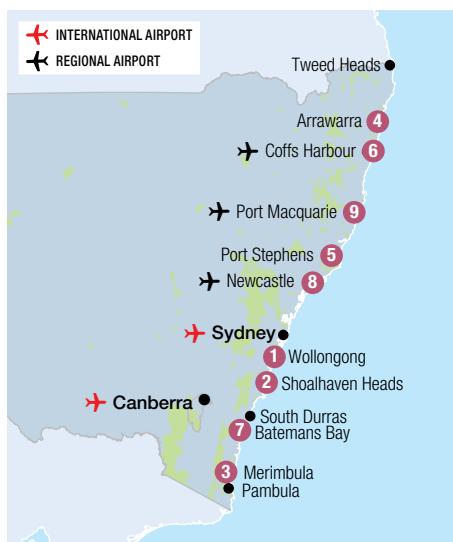 INTERNATIONAL AIRPORT
REGIONAL AIRPORT
Tweed Heads
Arrawarra 4
Coffs Harbour 6
Port Macquarie 9
Port Stephens 5
Newcastle 8
Sydney
1 Wollongong
2 Shoalhaven Heads
Canberra
South Durras
7 Batemans Bay
3 Merimbula
Pambula